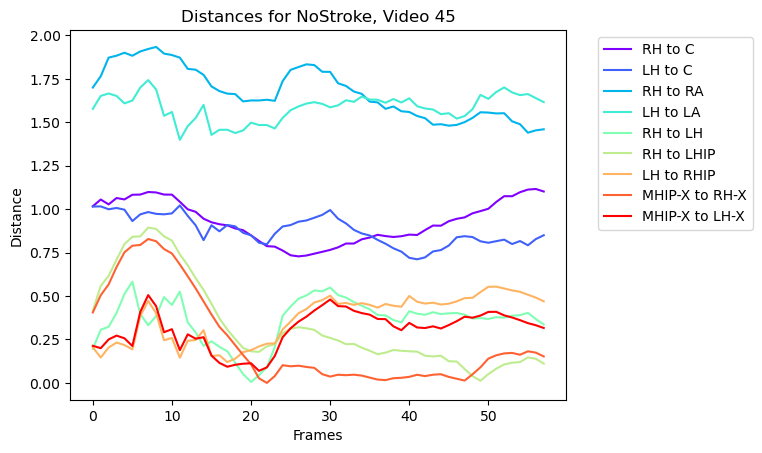 Distances for NoStroke, Video 45
2.00
1.75
1.50
1.25
1.00
0.75
0.50
0.25
0.00
Distance
0
10
20
30
40
50
Frames
RH to C
LH to C
RH to RA
LH to LA
RH to LH
RH to LHIP
LH to RHIP
MHIP-X to RH-X
MHIP-X to LH-X